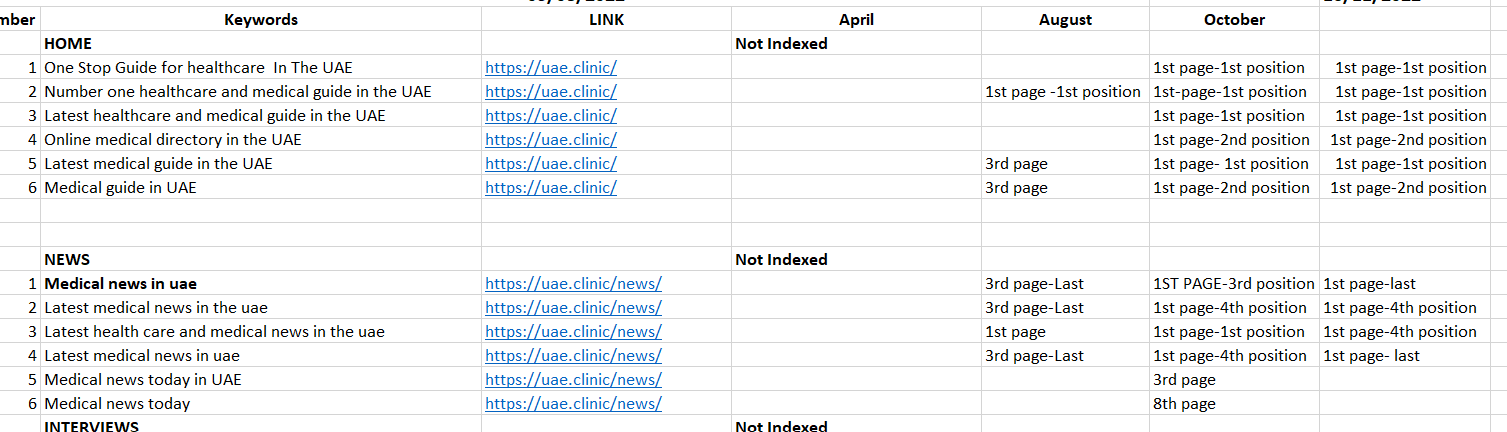 mber Keywords LINK April August October
HOME Not Indexed
1 One Stop Guide for healthcare In The UAE https://uae.clinic/ 1st page-1st position 1st page-1st position
2 Number one healthcare and medical guide in the UAE https://uae.clinic/ 1st page -1st position 1st-page-1st position 1st page-1st position
3 Latest healthcare and medical guide in the UAE https://uae.clinic/ 1st page-1st position 1st page-1st position
4 Online medical directory in the UAE https://uae.clinic/ 1st page-2nd position 1st page-2nd position
5 Latest medical guide in the UAE https://uae.clinic/ 3rd page 1st page- 1st position 1st page-1st position
6 Medical guide in UAE https://uae.clinic/ 3rd page 1st page-2nd position 1st page-2nd position
NEWS Not Indexed
1 Medical news in uae https://uae.clinic/news/ 3rd page-Last 1ST PAGE-3rd position 1st page-last
2 Latest medical news in the uae https://uae.clinic/news/ 3rd page-Last 1st page-4th position 1st page-4th position
3 Latest health care and medical news in the uae https://uae.clinic/news/ 1st page 1st page-1st position 1st page-4th position
4 Latest medical news in uae https://uae.clinic/news/ 3rd page-Last 1st page-4th position 1st page- last
5 Medical news today in UAE https://uae.clinic/news/ 3rd page
6 Medical news today https://uae.clinic/news/ 8th page
INTERVIEWS Not Indexed